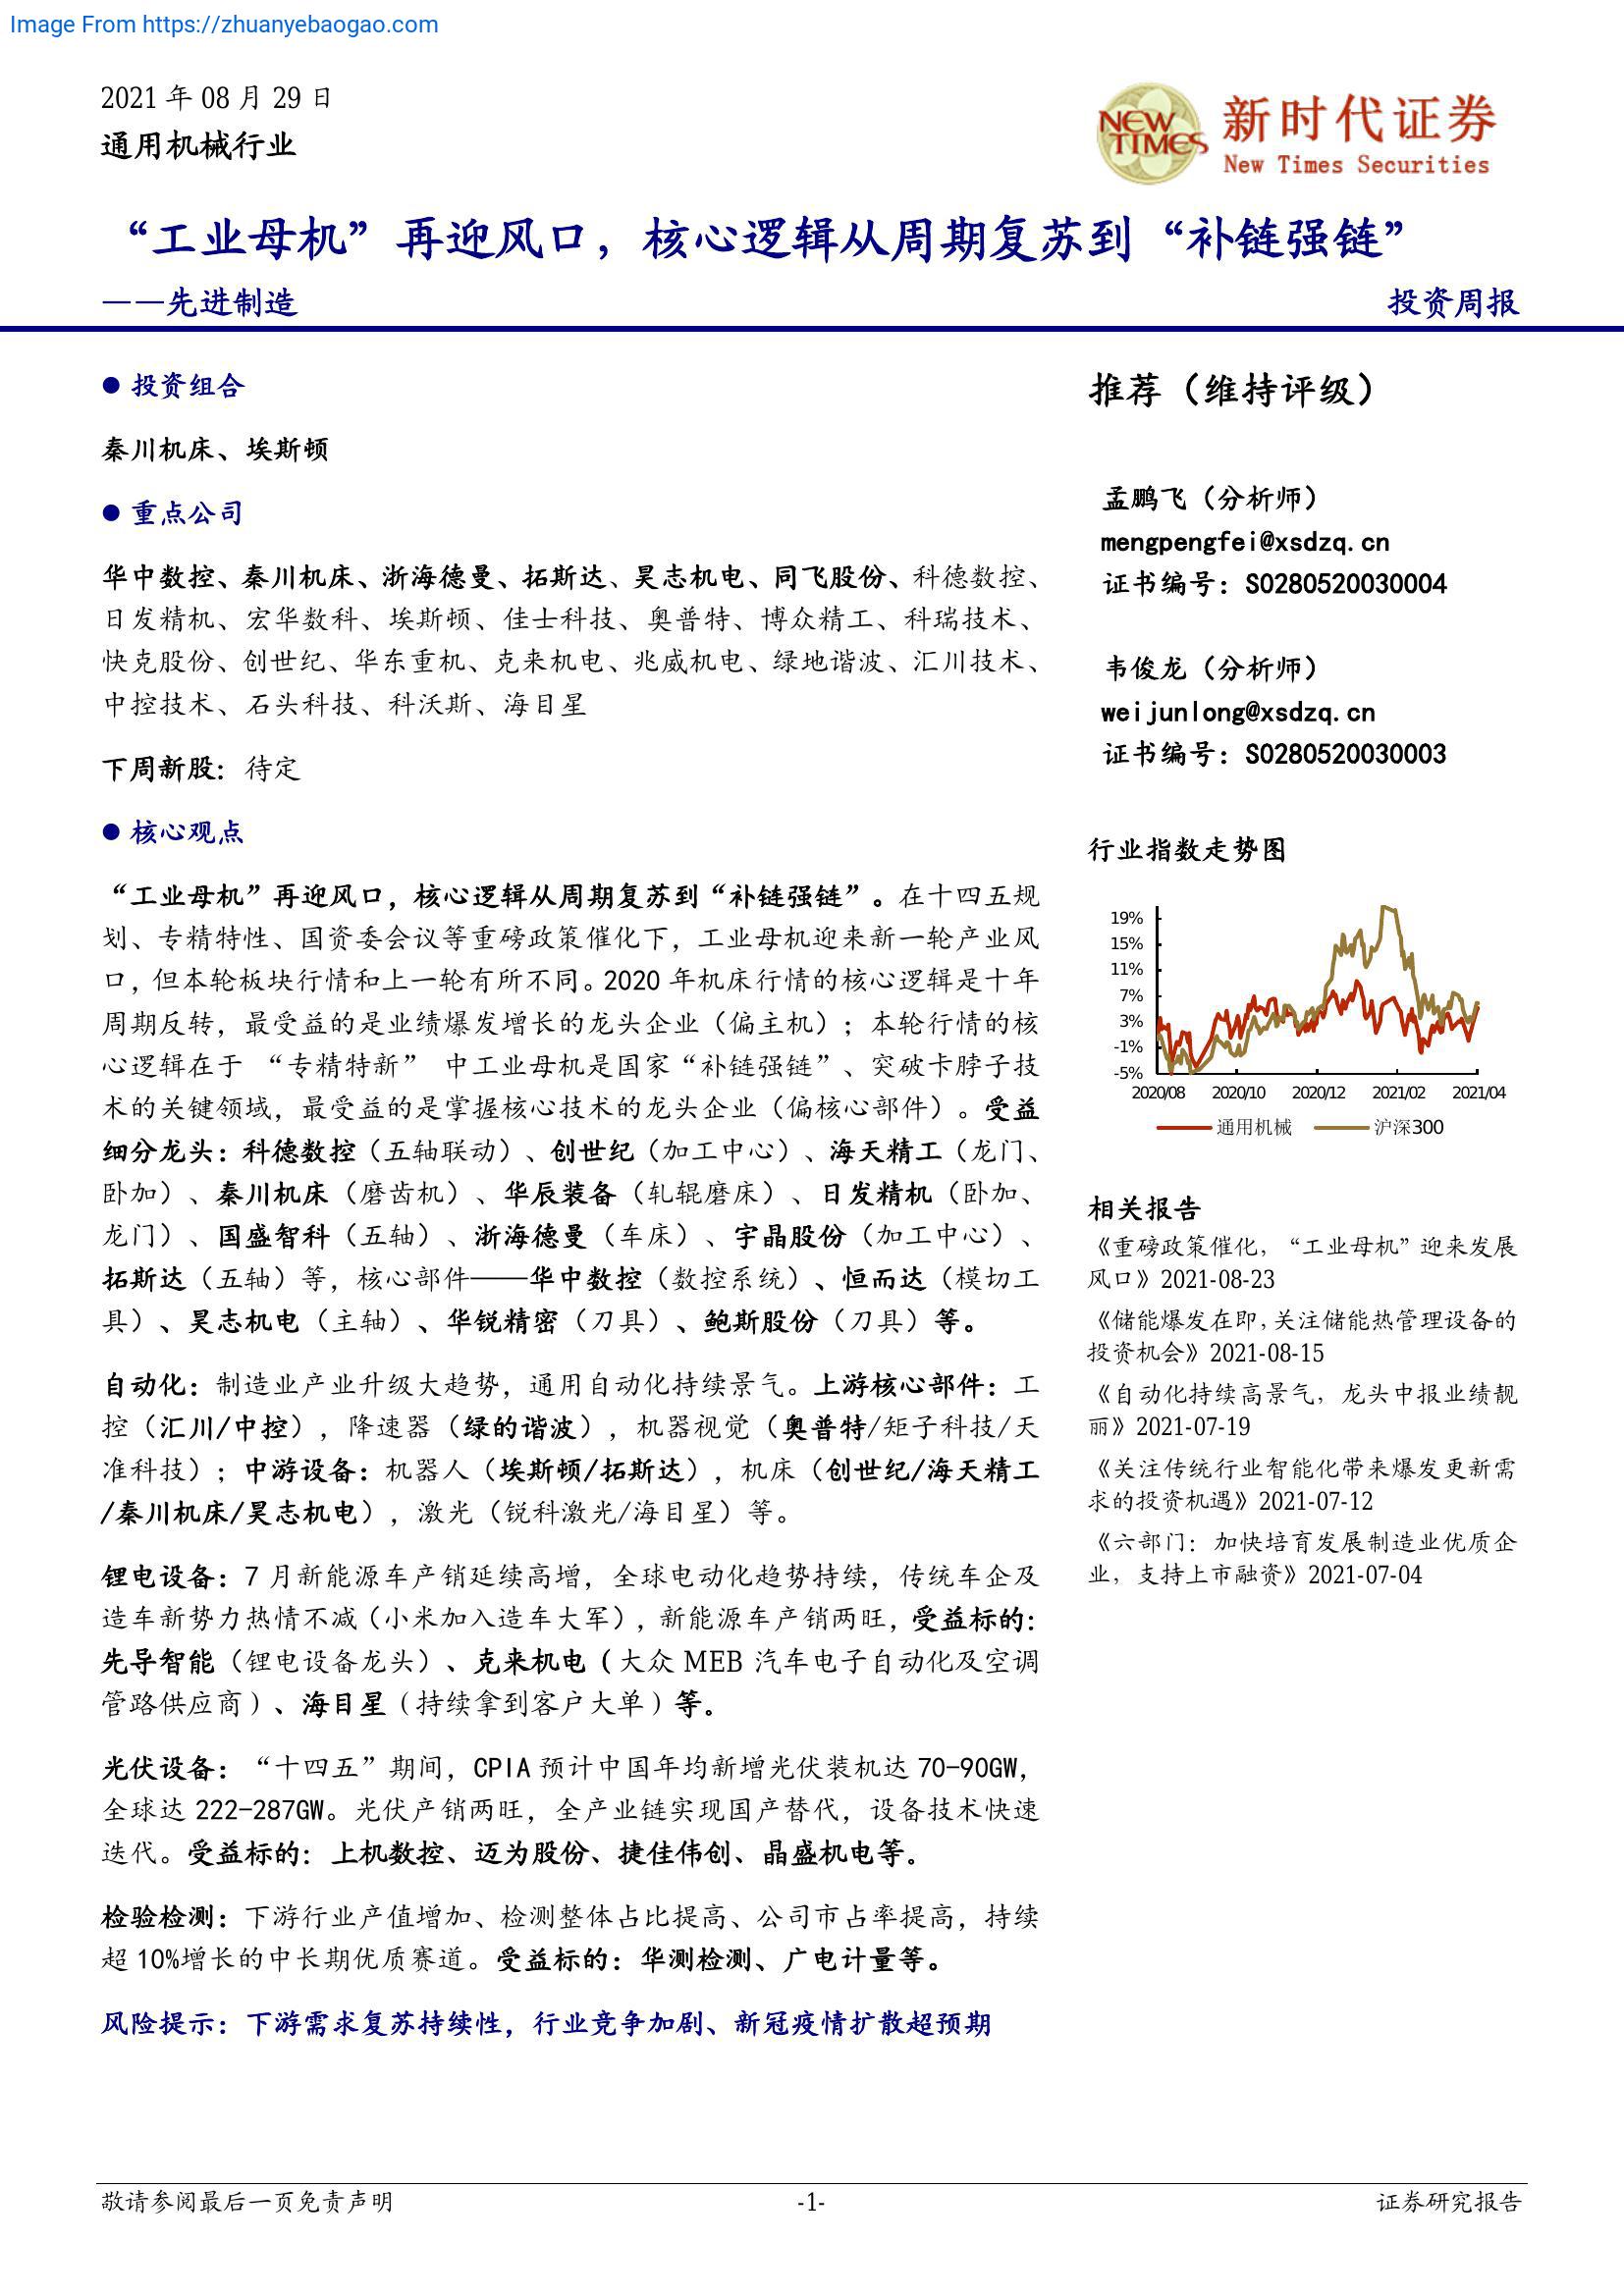 Image From https://zhuanyebaogao.com
2021 年 08 月 29 日
通用机械行业
NEW TIMES
新时代证券
New Times Securities
“工业母机”再迎风口，核心逻辑从周期复苏到“补链强链”
——先进制造
投资周报
● 投资组合
秦川机床、埃斯顿
● 重点公司
华中数控、秦川机床、浙海德曼、拓斯达、昊志机电、同飞股份、科德数控、
日发精机、宏华数科、埃斯顿、佳士科技、奥普特、博众精工、科瑞技术、
快克股份、创世纪、华东重机、克来机电、兆威机电、绿地谐波、汇川技术、
中控技术、石头科技、科沃斯、海目星
下周新股：待定
● 核心观点
“工业母机”再迎风口，核心逻辑从周期复苏到“补链强链”。在十四五规
划、专精特性、国资委会议等重磅政策催化下，工业母机迎来新一轮产业风
口，但本轮板块行情和上一轮有所不同。2020 年机床行情的核心逻辑是十年
周期反转，最受益的是业绩爆发增长的龙头企业（偏主机）；本轮行情的核
心逻辑在于 “专精特新” 中工业母机是国家“补链强链”、突破卡脖子技
术的关键领域，最受益的是掌握核心技术的龙头企业（偏核心部件）。受益
细分龙头：科德数控（五轴联动）、创世纪（加工中心）、海天精工（龙门、
卧加）、秦川机床（磨齿机）、华辰装备（轧辊磨床）、日发精机（卧加、
龙门）、国盛智科（五轴）、浙海德曼（车床）、宇晶股份（加工中心）、
拓斯达（五轴）等，核心部件——华中数控（数控系统）、恒而达（模切工
具）、昊志机电（主轴）、华锐精密（刀具）、鲍斯股份（刀具）等。
自动化：制造业产业升级大趋势，通用自动化持续景气。上游核心部件：工
控（汇川/中控），降速器（绿的谐波），机器视觉（奥普特/矩子科技/天
准科技）；中游设备：机器人（埃斯顿/拓斯达），机床（创世纪/海天精工
/秦川机床/昊志机电），激光（锐科激光/海目星）等。
锂电设备：7 月新能源车产销延续高增，全球电动化趋势持续，传统车企及
造车新势力热情不减（小米加入造车大军），新能源车产销两旺，受益标的：
先导智能（锂电设备龙头）、克来机电（大众 MEB 汽车电子自动化及空调
管路供应商）、海目星（持续拿到客户大单）等。
光伏设备：“十四五”期间，CPIA 预计中国年均新增光伏装机达 70-90GW，
全球达 222-287GW。光伏产销两旺，全产业链实现国产替代，设备技术快速
迭代。受益标的：上机数控、迈为股份、捷佳伟创、晶盛机电等。
检验检测：下游行业产值增加、检测整体占比提高、公司市占率提高，持续
超 10%增长的中长期优质赛道。受益标的：华测检测、广电计量等。
风险提示：下游需求复苏持续性，行业竞争加剧、新冠疫情扩散超预期
推荐（维持评级）
孟鹏飞（分析师）
mengpengfei@xsdzq.cn
证书编号：S0280520030004
韦俊龙（分析师）
weijunlong@xsdzq.cn
证书编号：S0280520030003
行业指数走势图
19%
15%
11%
7%
3%
-1%
-5%
2020/08 2020/10 2020/12 2021/02 2021/04
通用机械 沪深300
相关报告
《重磅政策催化，“工业母机”迎来发展
风口》2021-08-23
《储能爆发在即，关注储能热管理设备的
投资机会》2021-08-15
《自动化持续高景气，龙头中报业绩靓
丽》2021-07-19
《关注传统行业智能化带来爆发更新需
求的投资机遇》2021-07-12
《六部门：加快培育发展制造业优质企
业，支持上市融资》2021-07-04
敬请参阅最后一页免责声明
-1-
证券研究报告